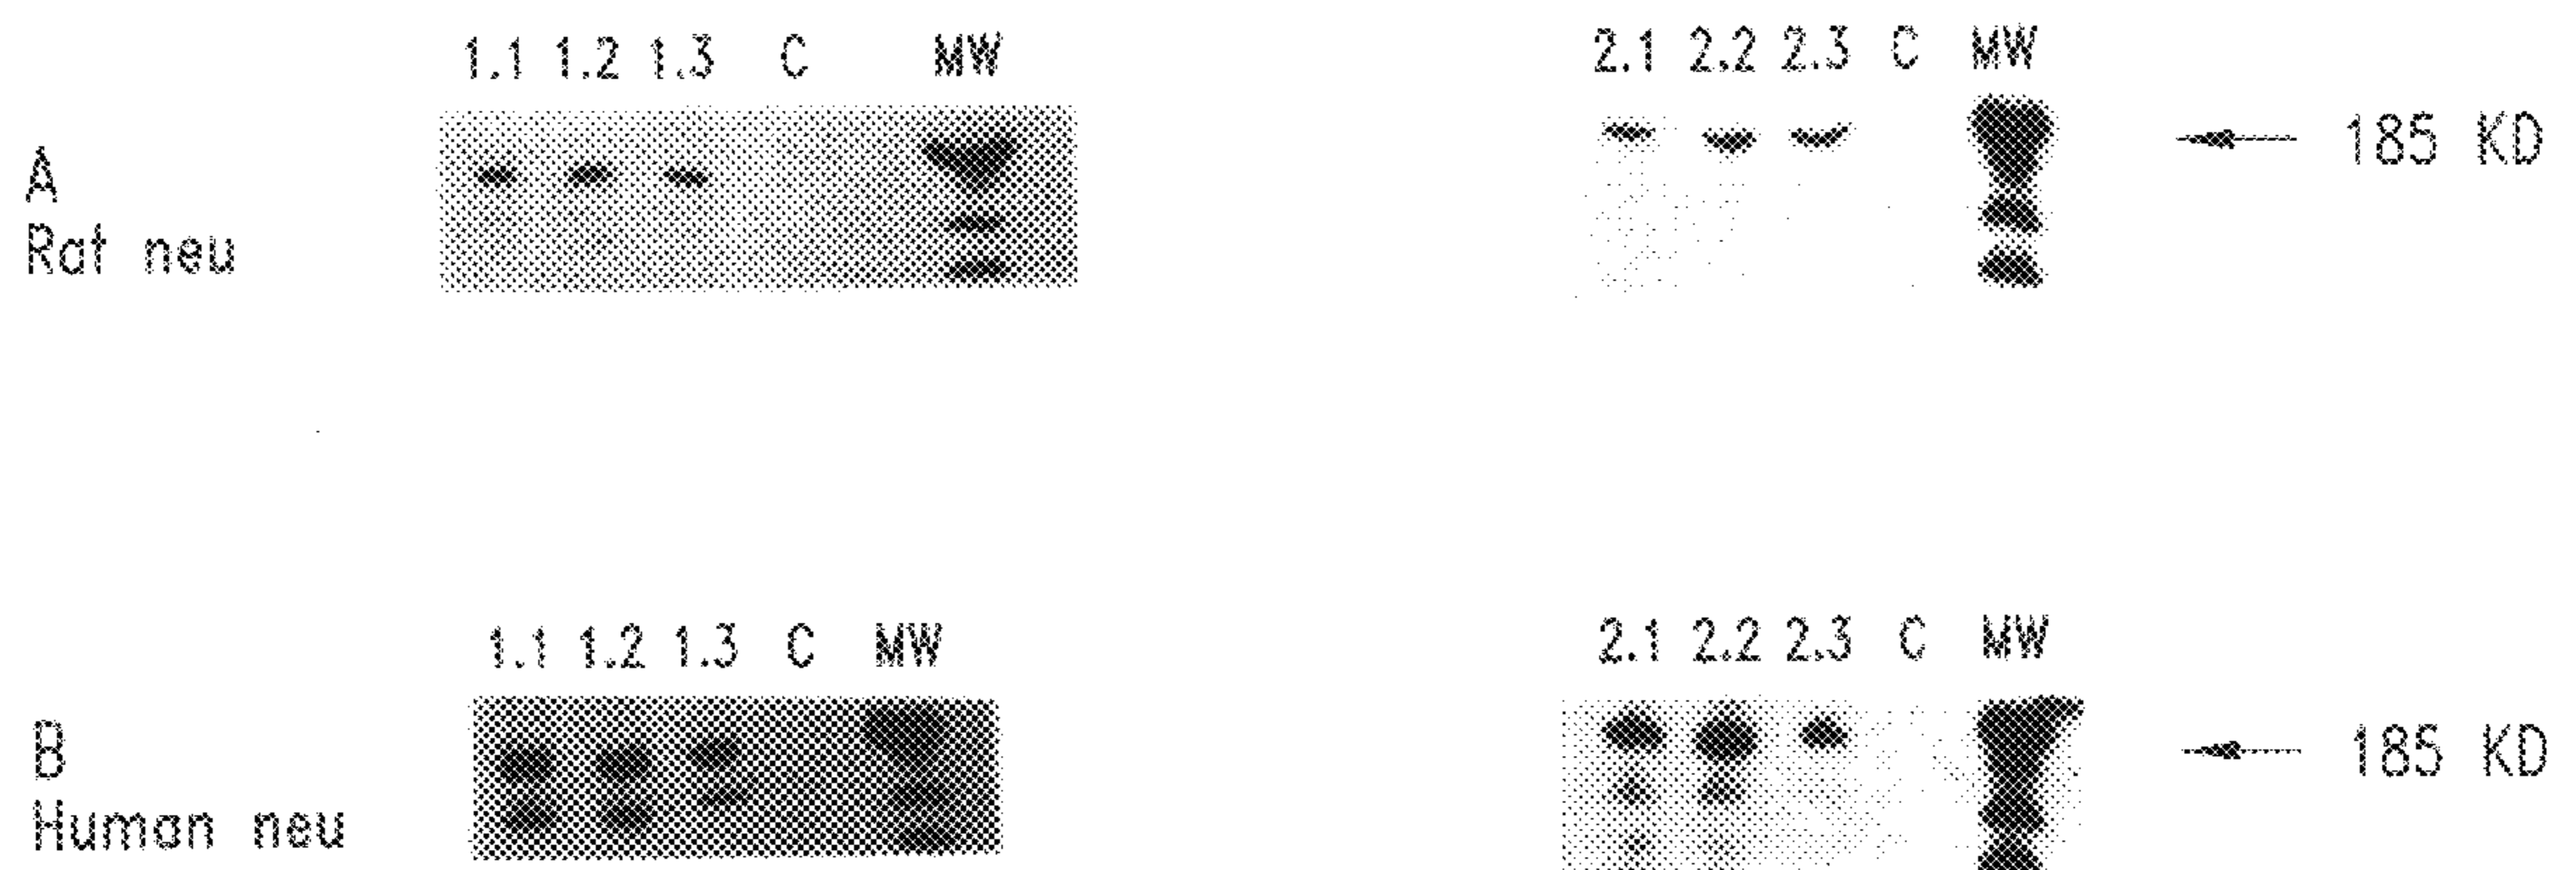 1.1 1.2 1.3 C MW
2.1 2.2 2.3 C MW
A
Rat neu
185 KD
1.1 1.2 1.3 C MW
2.1 2.2 2.3 C MW
B
Human neu
185 KD